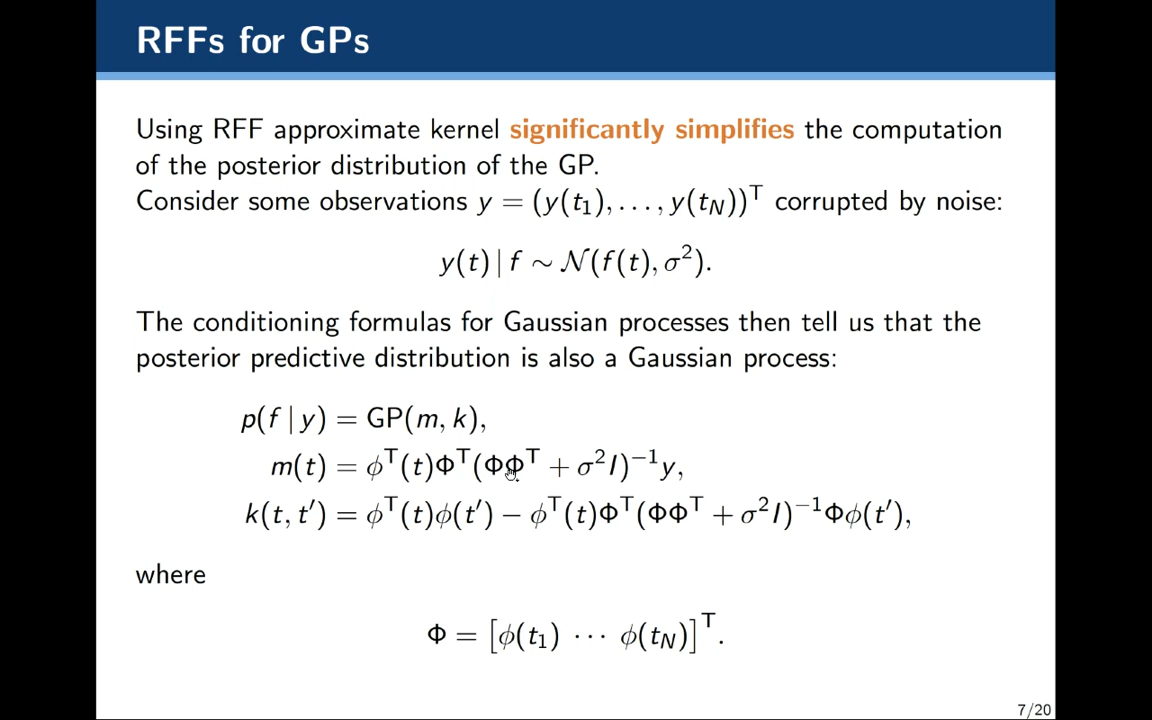 RFFs for GPs
Using RFF approximate kernel significantly simplifies the computation
of the posterior distribution of the GP.
Consider some observations y = (y(t₁), . . . , y(t_N))ᵀ corrupted by noise:
y(t) | f ∼ 𝒩(f(t), σ²).
The conditioning formulas for Gaussian processes then tell us that the
posterior predictive distribution is also a Gaussian process:
p(f | y) = GP(m, k),
m(t) = ϕᵀ(t)Φᵀ(ΦΦᵀ + σ²I)⁻¹y,
k(t, t′) = ϕᵀ(t)ϕ(t′) − ϕᵀ(t)Φᵀ(ΦΦᵀ + σ²I)⁻¹Φϕ(t′),
where
Φ = [ϕ(t₁) ··· ϕ(t_N)]ᵀ.
7/20